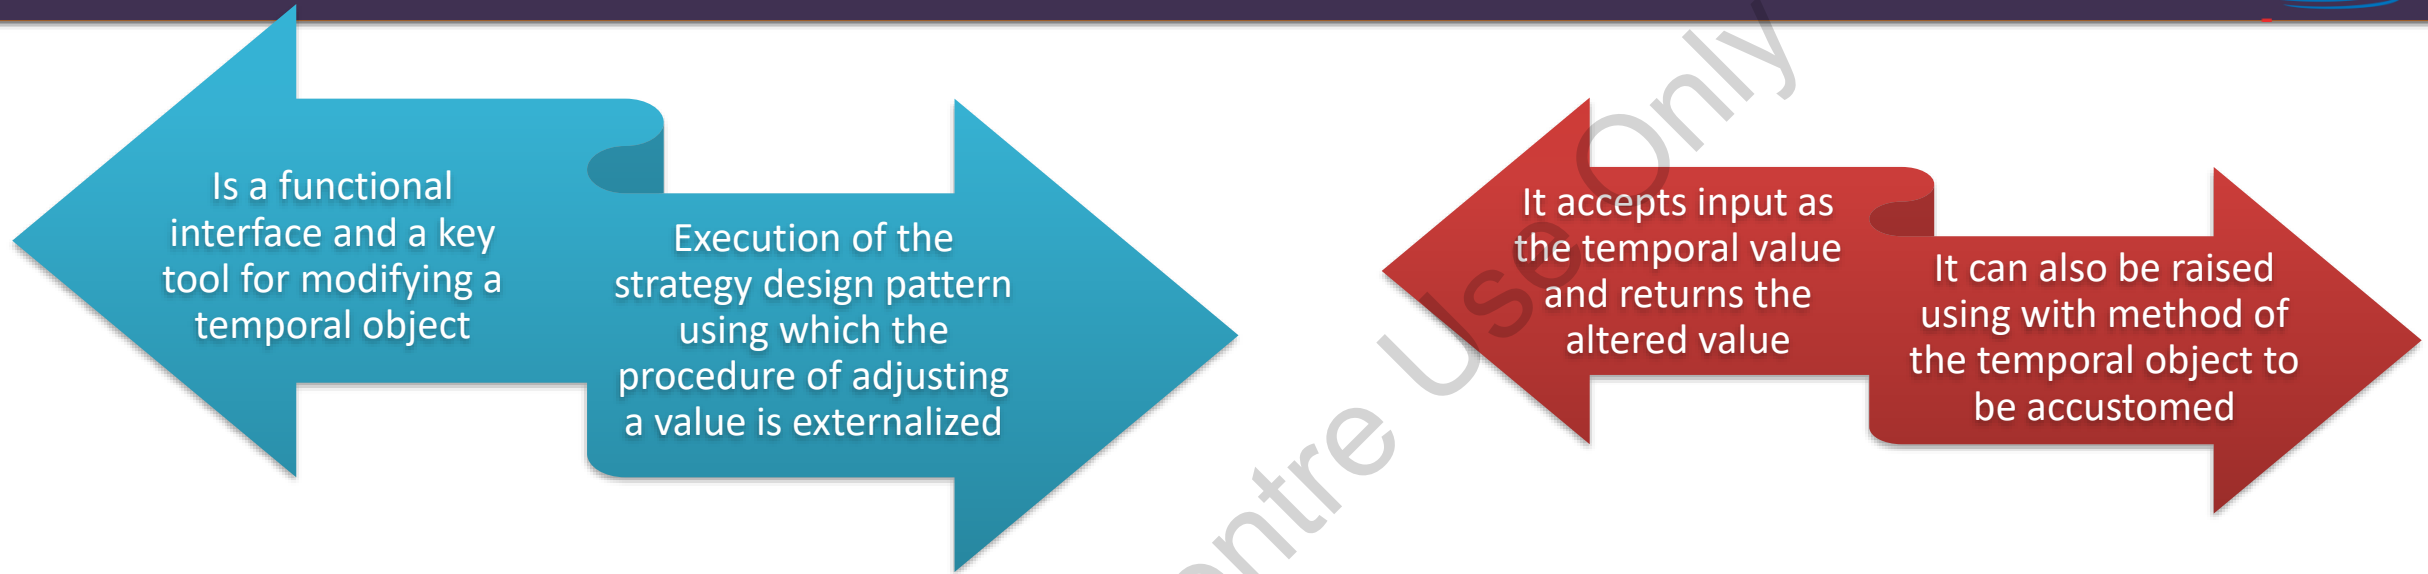 Is a functional
interface and a key
tool for modifying a
temporal object
Execution of the
strategy design pattern
using which the
procedure of adjusting
a value is externalized
It accepts input as
the temporal value
and returns the
altered value
It can also be raised
using with method of
the temporal object to
be accustomed
Use Only